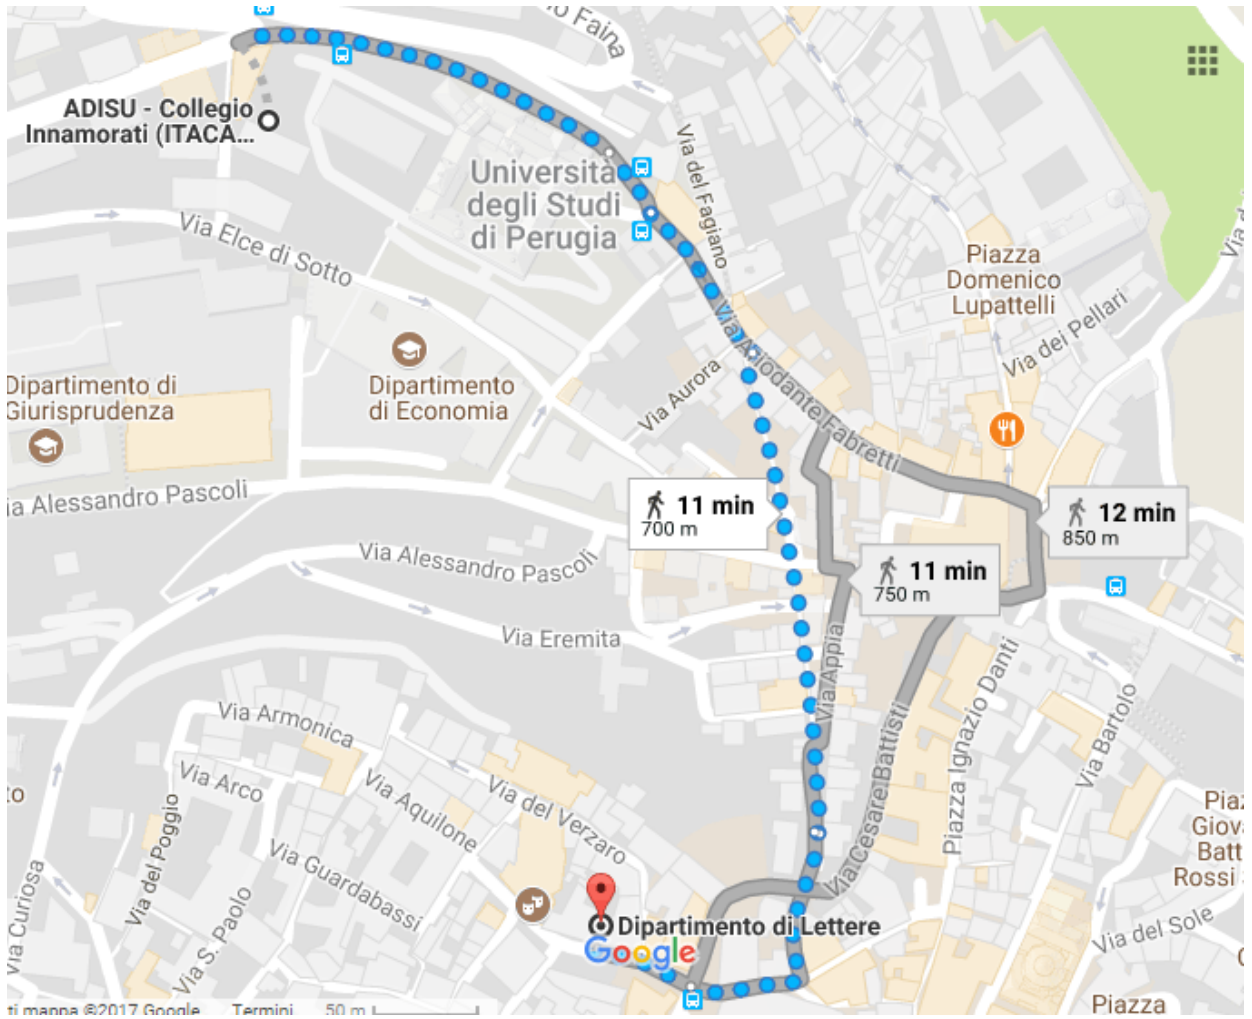 o Faina
ADISU - Collegio
Innamorati (ITACA...
Via del Fagiano
Università
degli Studi
di Perugia
Via Elce di Sotto
Piazza
Domenico
Lupattelli
Via dei Pellari
Via Ariodante Fabretti
Via Aurora
Dipartimento di
Giurisprudenza
Dipartimento
di Economia
ia Alessandro Pascoli
11 min
700 m
12 min
850 m
11 min
750 m
Via Alessandro Pascoli
Via Eremita
Via Appia
Via Cesare Battisti
Piazza Ignazio Danti
Via Bartolo
Via Armonica
Via Arco
Via Aquilone
Via del Verzaro
Via del Poggio
Via Guardabassi
Via S. Paolo
Via Curiosa
Giova
Batt
Rossi
Dipartimento di Lettere
Google
Via del Sole
Piazza
ti mappa ©2017 Google
Termini
50 m